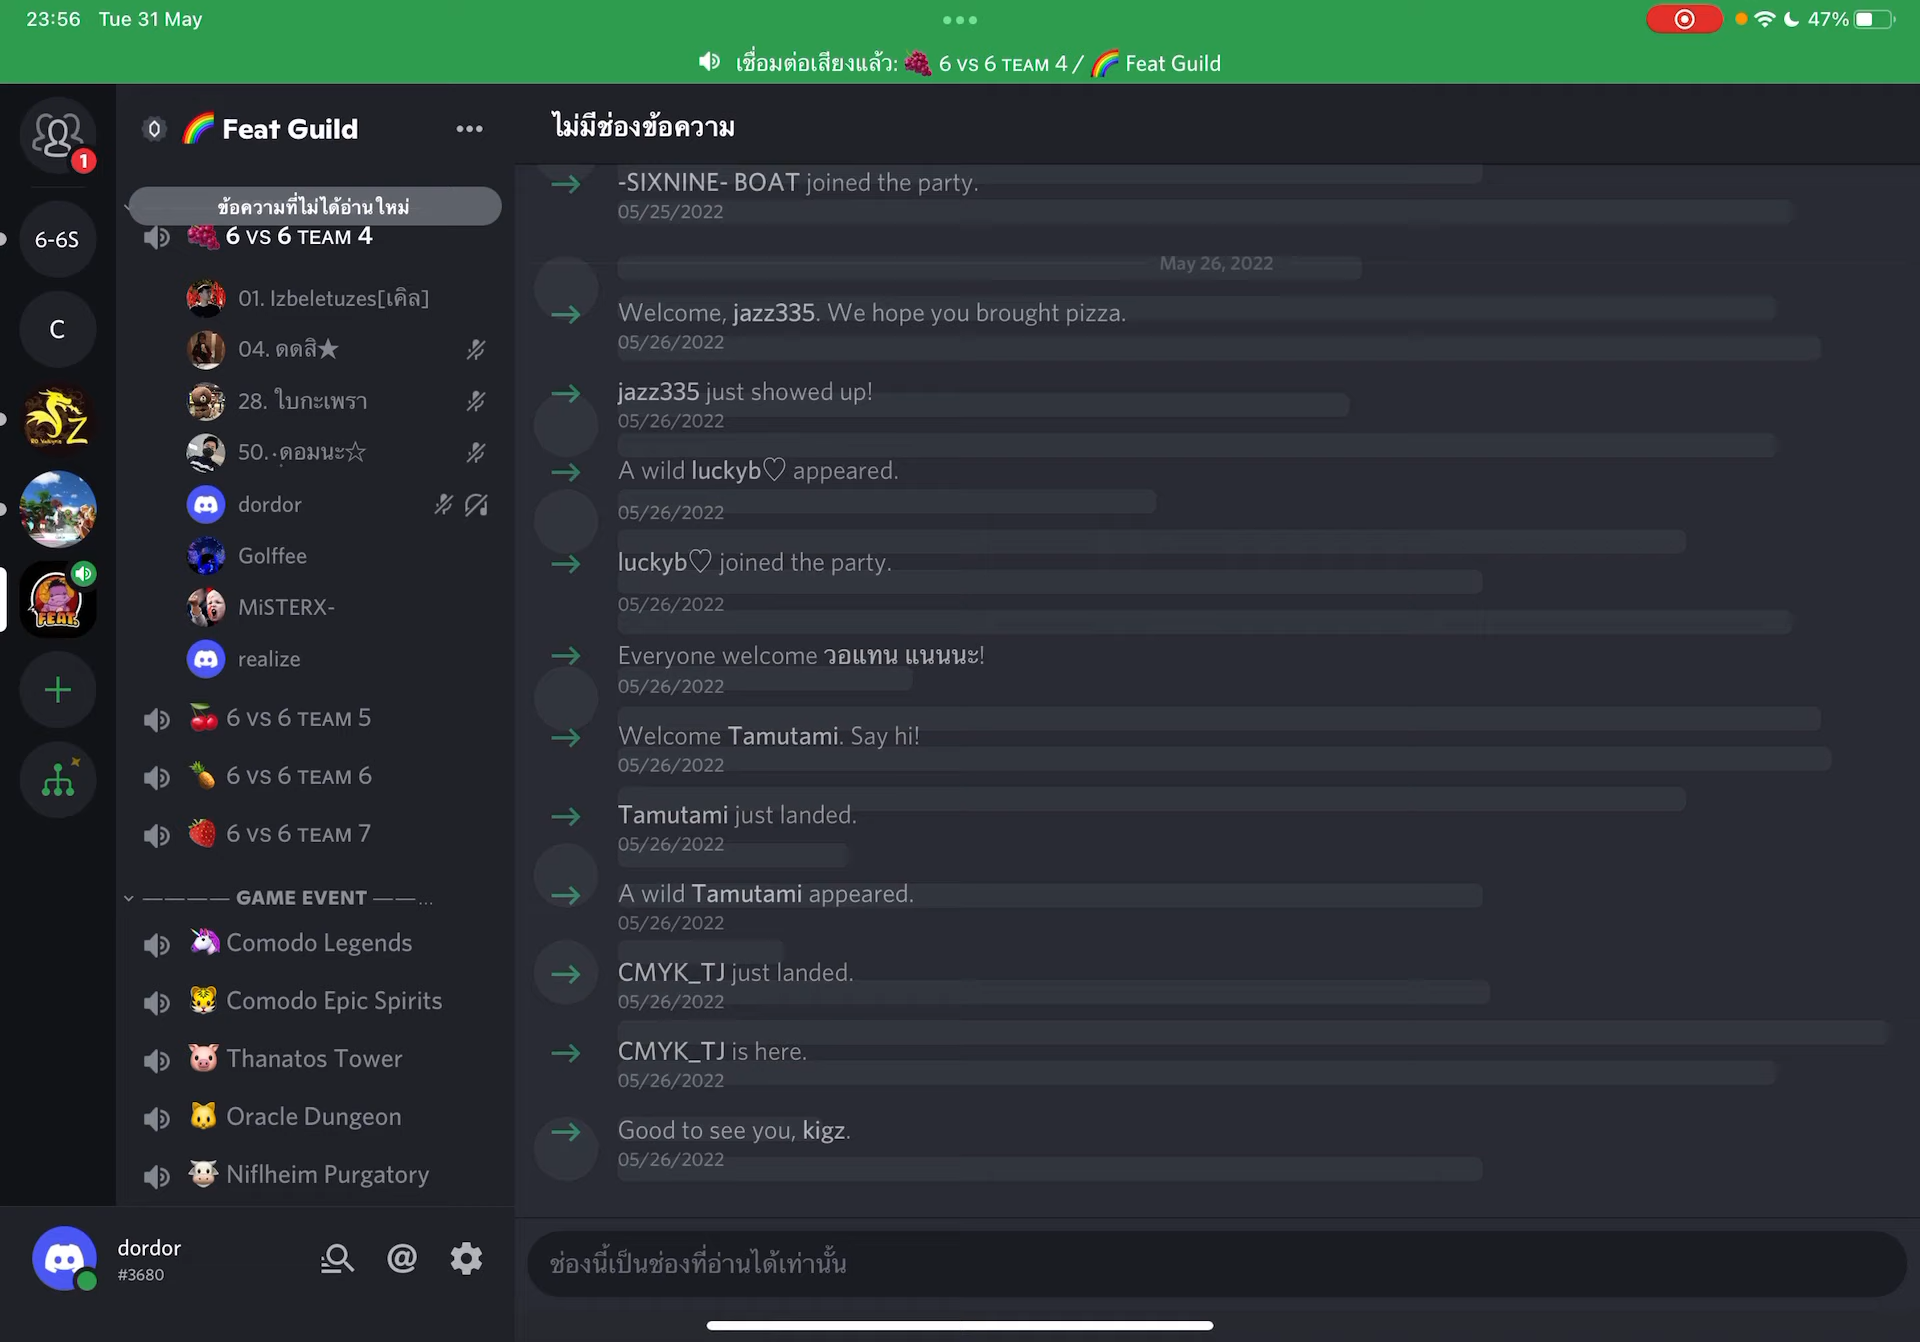 23:56 Tue 31 May
47%
เชื่อมต่อเสียงแล้ว: 🍇 6 VS 6 TEAM 4 / 🌈 Feat Guild
1
6-6S
C
Z
FEAT.
🌈 Feat Guild
ข้อความที่ไม่ได้อ่านใหม่
🍇 6 VS 6 TEAM 4
01. Izbeletuzes[เคิล]
04. ดดสิ★
28. ใบกะเพรา
50. ดอมนะ☆
dordor
Golffee
MiSTERX-
realize
🍒 6 VS 6 TEAM 5
🍍 6 VS 6 TEAM 6
🍓 6 VS 6 TEAM 7
———— GAME EVENT ——...
🦄 Comodo Legends
🐯 Comodo Epic Spirits
🐷 Thanatos Tower
🐱 Oracle Dungeon
🐮 Niflheim Purgatory
dordor
#3680
ไม่มีช่องข้อความ
-SIXNINE- BOAT joined the party.
05/25/2022
May 26, 2022
Welcome, jazz335. We hope you brought pizza.
05/26/2022
jazz335 just showed up!
05/26/2022
A wild luckyb♡ appeared.
05/26/2022
luckyb♡ joined the party.
05/26/2022
Everyone welcome วอแทน แนนนะ!
05/26/2022
Welcome Tamutami. Say hi!
05/26/2022
Tamutami just landed.
05/26/2022
A wild Tamutami appeared.
05/26/2022
CMYK_TJ just landed.
05/26/2022
CMYK_TJ is here.
05/26/2022
Good to see you, kigz.
05/26/2022
ช่องนี้เป็นช่องที่อ่านได้เท่านั้น